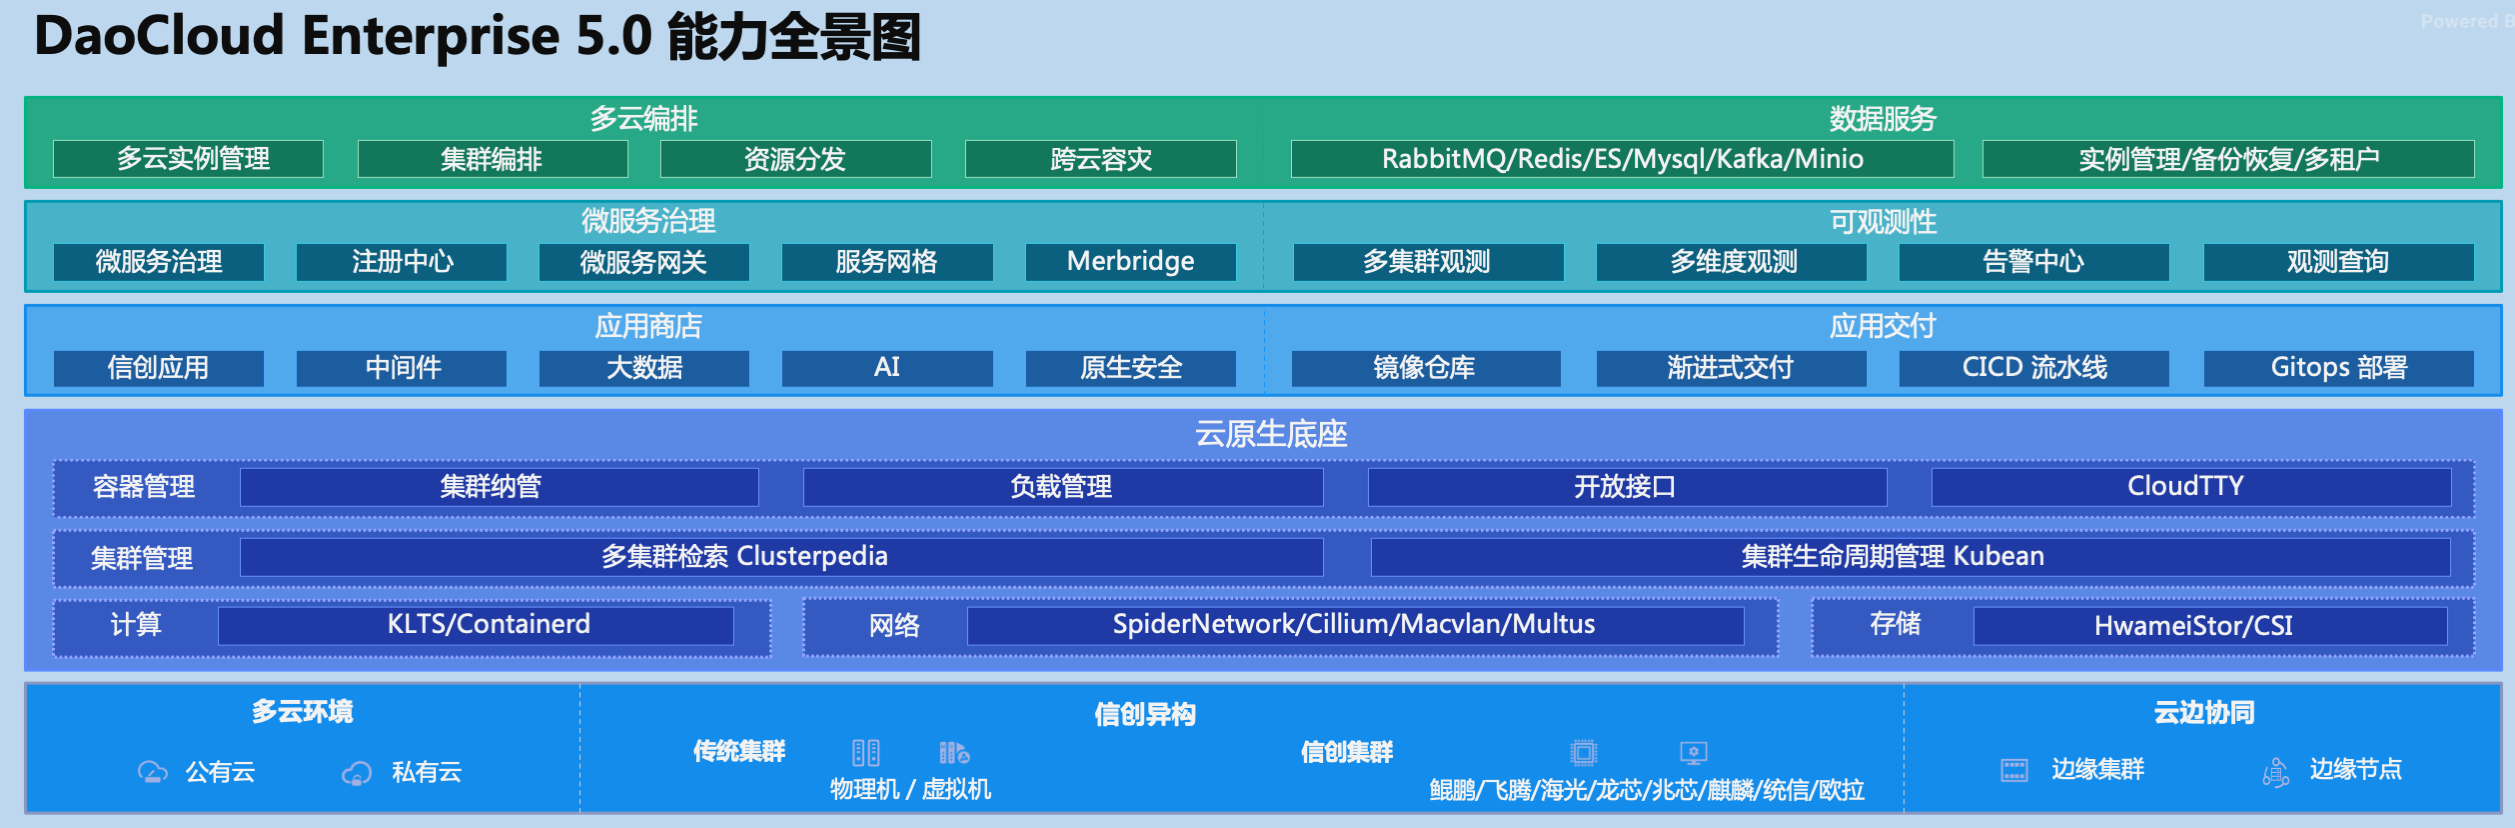 DaoCloud Enterprise 5.0 能力全景图
Powered B
多云编排
多云实例管理
集群编排
资源分发
跨云容灾
数据服务
RabbitMQ/Redis/ES/Mysql/Kafka/Minio
实例管理/备份恢复/多租户
微服务治理
微服务治理
注册中心
微服务网关
服务网格
Merbridge
可观测性
多集群观测
多维度观测
告警中心
观测查询
应用商店
信创应用
中间件
大数据
AI
原生安全
应用交付
镜像仓库
渐进式交付
CICD 流水线
Gitops 部署
云原生底座
容器管理
集群纳管
负载管理
开放接口
CloudTTY
集群管理
多集群检索 Clusterpedia
集群生命周期管理 Kubean
计算
KLTS/Containerd
网络
SpiderNetwork/Cillium/Macvlan/Multus
存储
HwameiStor/CSI
多云环境
公有云
私有云
信创异构
传统集群
物理机 / 虚拟机
信创集群
鲲鹏/飞腾/海光/龙芯/兆芯/麒麟/统信/欧拉
云边协同
边缘集群
边缘节点